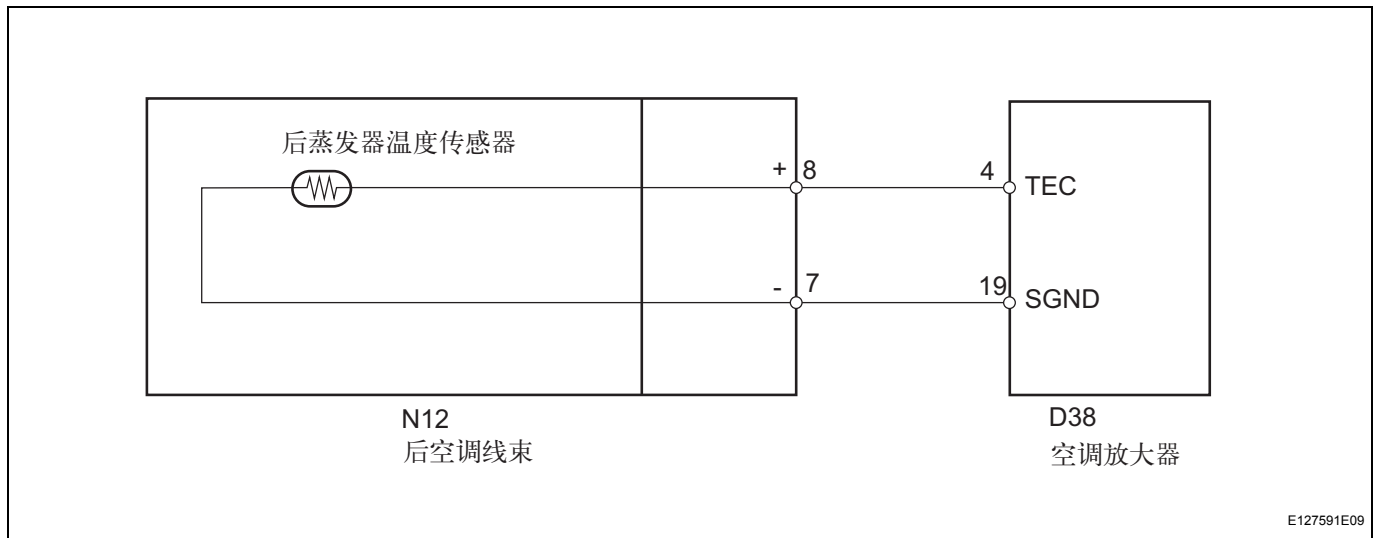 后蒸发器温度传感器
+ 8 4 TEC
- 7 19 SGND
N12
后空调线束
D38
空调放大器
E127591E09